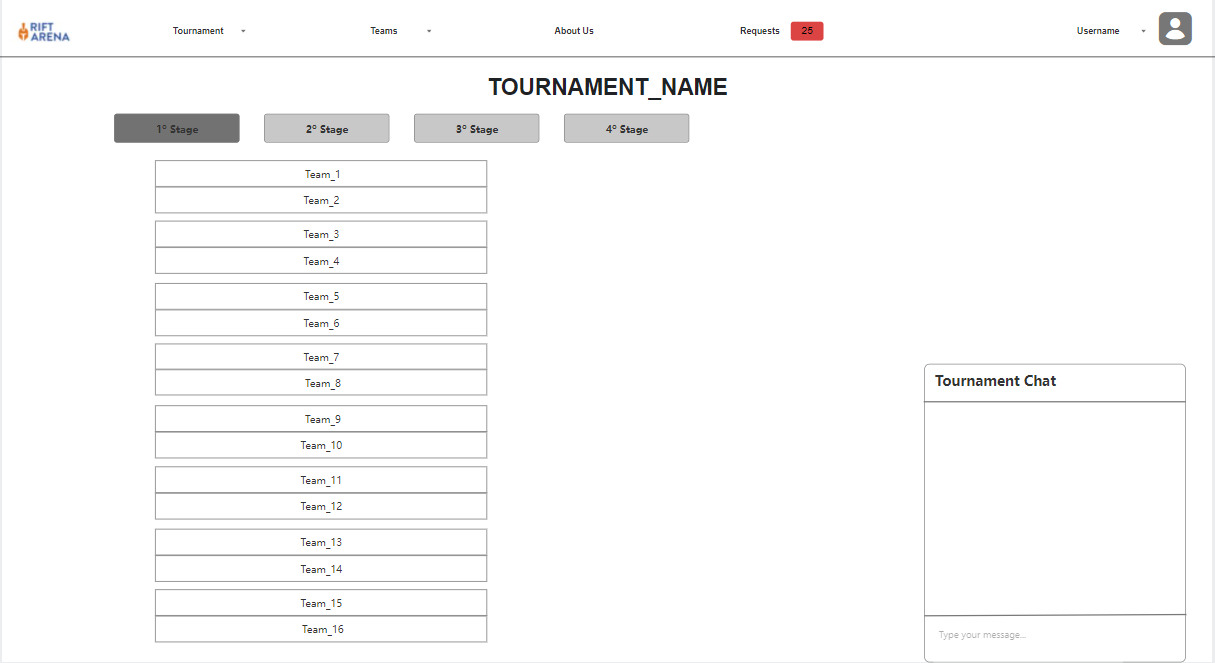 RIFT
ARENA
Tournament
Teams
About Us
Requests
25
Username
TOURNAMENT_NAME
1° Stage
2° Stage
3° Stage
4° Stage
Team_1
Team_2
Team_3
Team_4
Team_5
Team_6
Team_7
Team_8
Team_9
Team_10
Team_11
Team_12
Team_13
Team_14
Team_15
Team_16
Tournament Chat
Type your message...